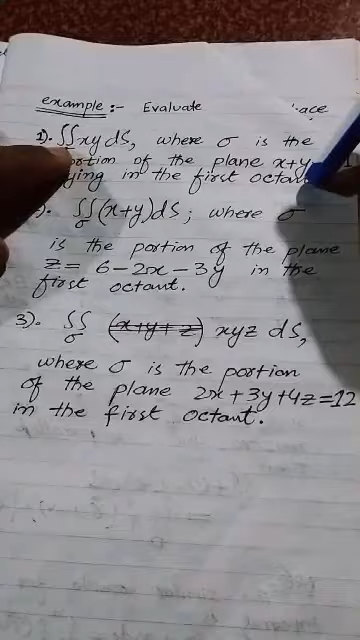 example :- Evaluate
1). ∬ xy dS, where σ is the
portion of the plane x+y
lying in the first octant
). ∬σ (x+y) dS; where σ
is the portion of the plane
z = 6-2x-3y in the
first octant.
3). ∬σ (x+y+z) xyz dS,
where σ is the portion
of the plane 2x+3y+4z=12
in the first octant.